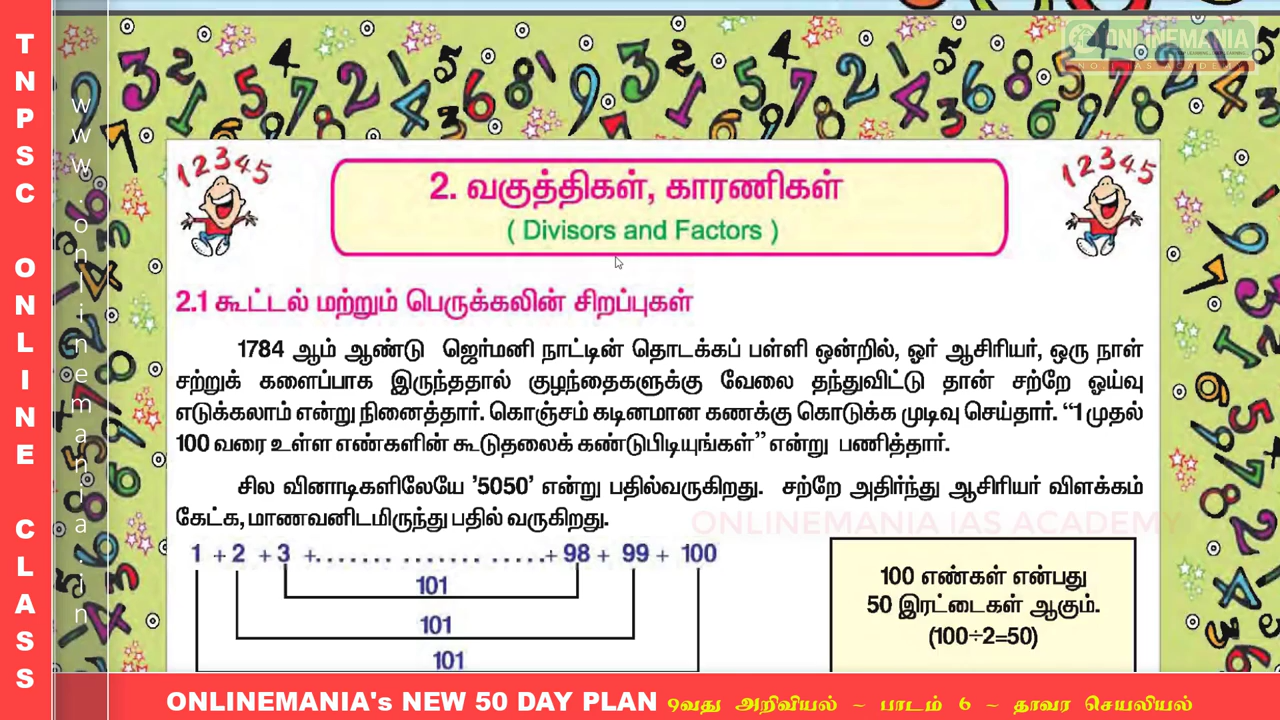 TNPSC ONLINE CLASS
www.onlinemania.in
ONLINEMANIA
NO.1 IAS ACADEMY
12345
12345
2. வகுத்திகள், காரணிகள்
( Divisors and Factors )
2.1 கூட்டல் மற்றும் பெருக்கலின் சிறப்புகள்
1784 ஆம் ஆண்டு ஜெர்மனி நாட்டின் தொடக்கப் பள்ளி ஒன்றில், ஓர் ஆசிரியர், ஒரு நாள்
சற்றுக் களைப்பாக இருந்ததால் குழந்தைகளுக்கு வேலை தந்துவிட்டு தான் சற்றே ஓய்வு
எடுக்கலாம் என்று நினைத்தார். கொஞ்சம் கடினமான கணக்கு கொடுக்க முடிவு செய்தார். “1 முதல்
100 வரை உள்ள எண்களின் கூடுதலைக் கண்டுபிடியுங்கள்” என்று பணித்தார்.
சில வினாடிகளிலேயே '5050' என்று பதில்வருகிறது. சற்றே அதிர்ந்து ஆசிரியர் விளக்கம்
கேட்க, மாணவனிடமிருந்து பதில் வருகிறது.
ONLINEMANIA IAS ACADEMY
1 + 2 + 3 +....... ........ .....+ 98 + 99 + 100
101
101
101
100 எண்கள் என்பது
50 இரட்டைகள் ஆகும்.
(100÷2=50)
ONLINEMANIA's NEW 50 DAY PLAN 9வது அறிவியல் ~ பாடம் 6 ~ தாவர செயலியல்